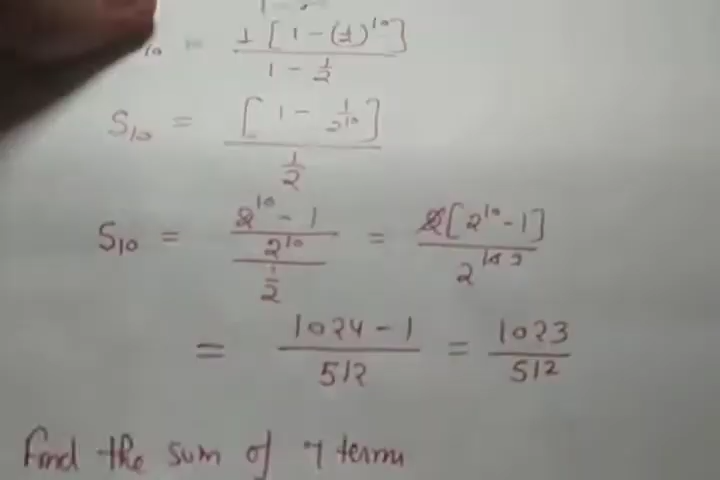 10 = 1 [ 1 - (1/2)^10 ] / 1 - 1/2
S10 = [ 1 - 1/2^10 ] / 1/2
S10 = 2^10 - 1 / 2^10 / 1/2 = 2 [ 2^10 - 1 ] / 2^10 9
= 1024 - 1 / 512 = 1023 / 512
Find the sum of 7 term